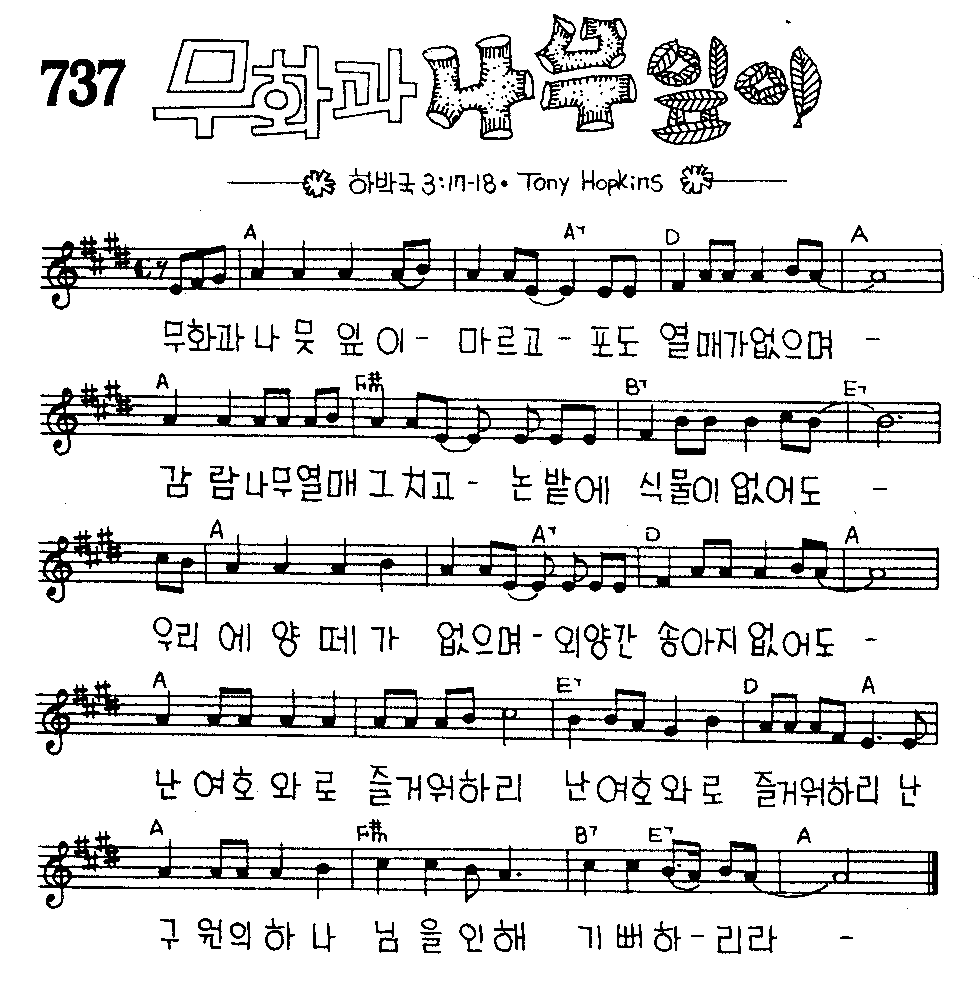 737 무화과 나뭇잎이
하박국 3:17-18 • Tony Hopkins
A A7 D A
무화과나 뭇 잎 이- 마르고- 포도 열매가없으며 -
A F#m B7 E7
감 람나무열매그치고- 논밭에 식물이없어도 -
A A7 D A
우리에 양 떼 가 없으며- 외양간 송아지없어도 -
A E7 D A
난 여호 와 로 즐거워하리 난여호와 로 즐거워하리 난
A F#m B7 E7 A
구 원의하 나 님 을 인해 기 뻐 하-리라 -